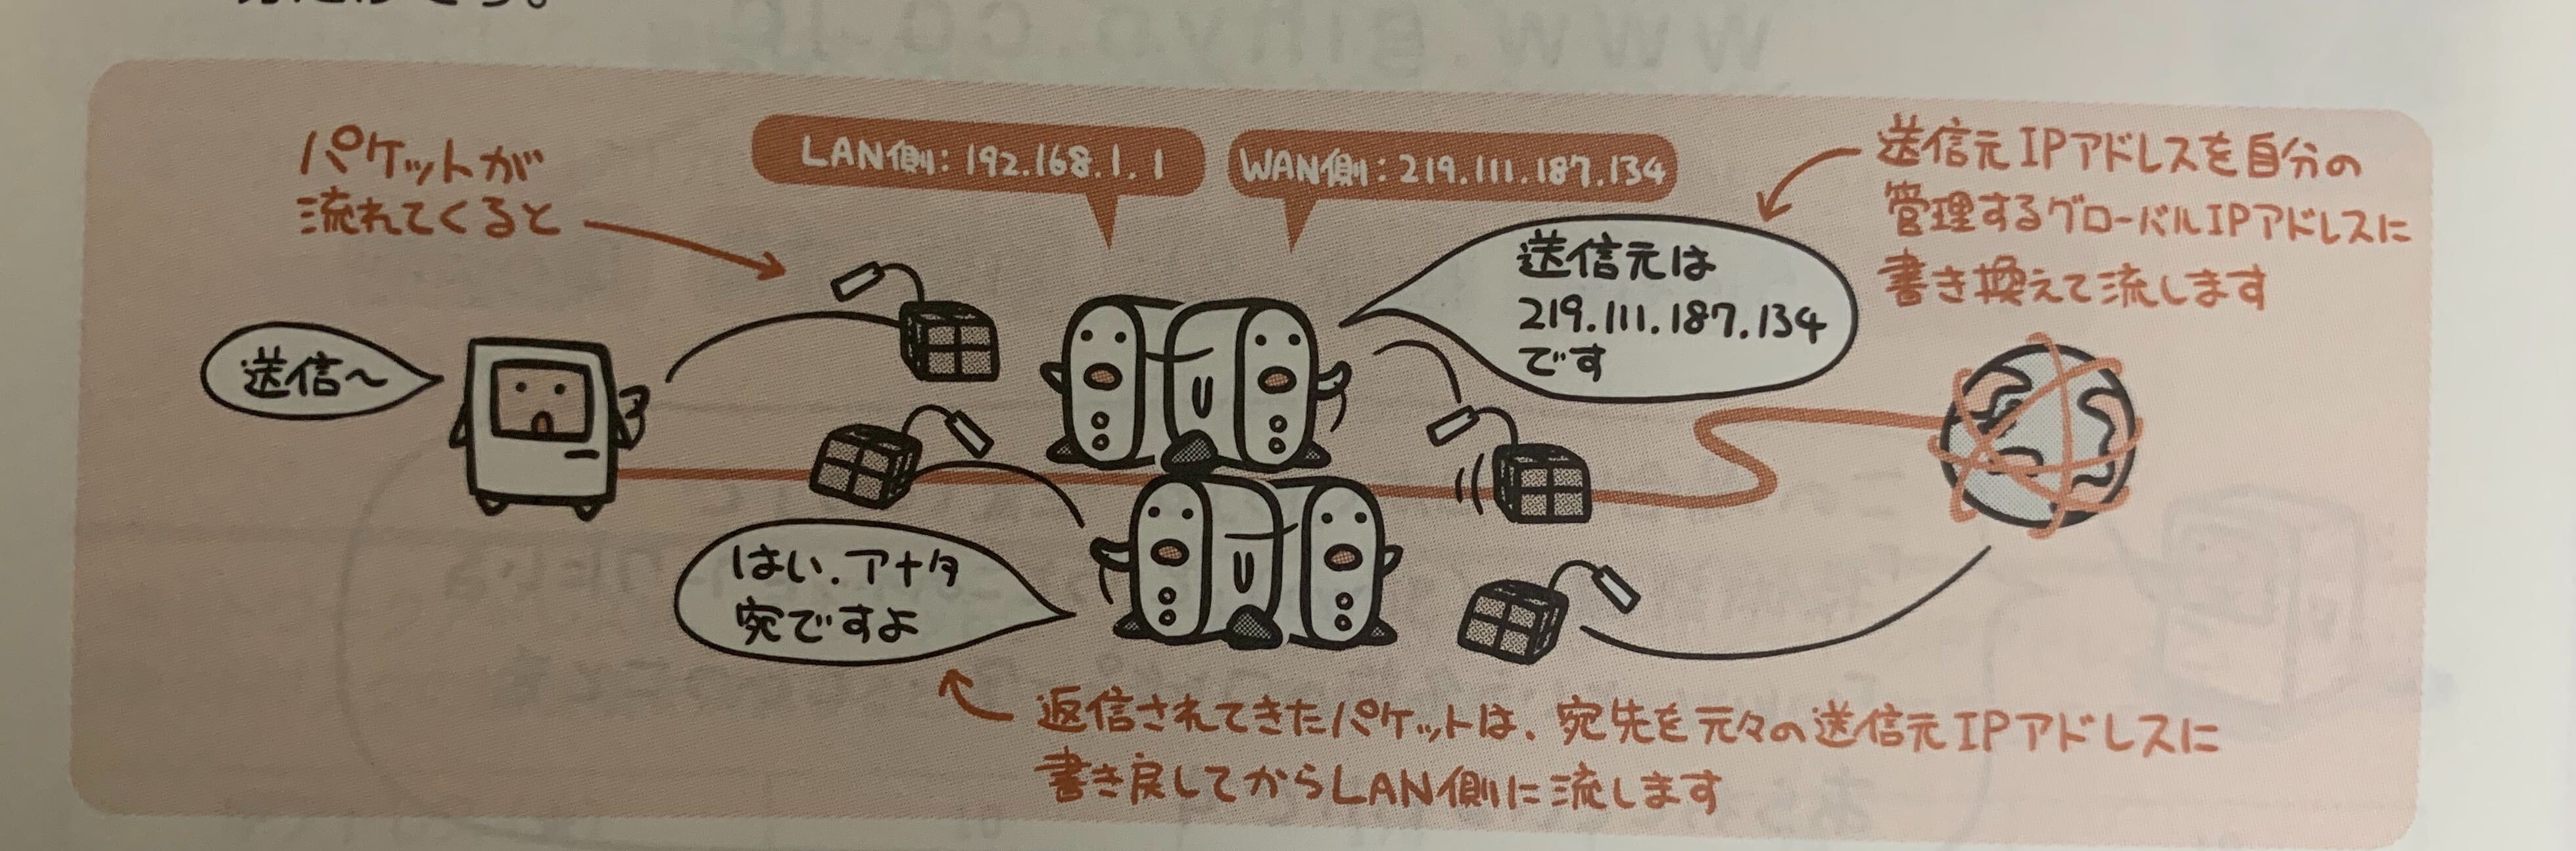 パケットが
流れてくると
LAN側：192.168.1.1
WAN側：219.111.187.134
送信元IPアドレスを自分の
管理するグローバルIPアドレスに
書き換えて流します
送信元は
219.111.187.134
です
送信〜
はい、アナタ
宛ですよ
返信されてきたパケットは、宛先を元々の送信元IPアドレスに
書き戻してからLAN側に流します